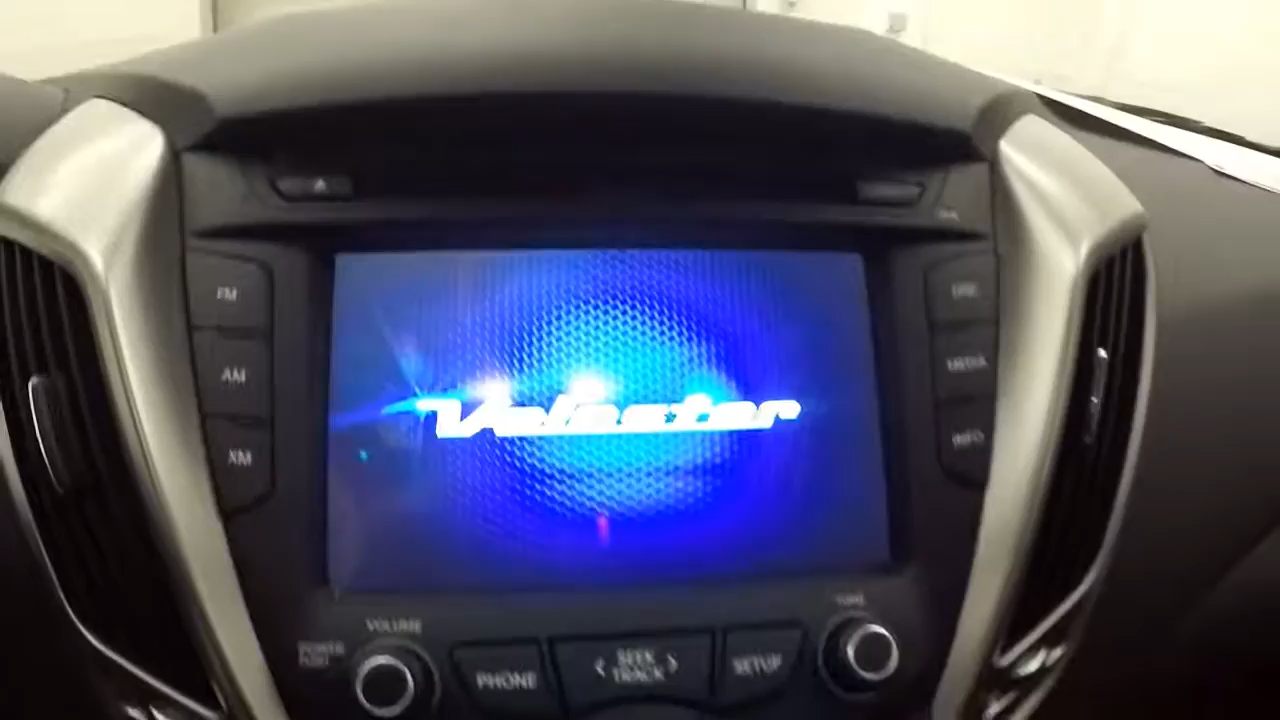 FM
AM
XM
Veloster
DISC
MEDIA
INFO
VOLUME
POWER
PUSH
PHONE
SEEK
TRACK
SETUP
TUNE